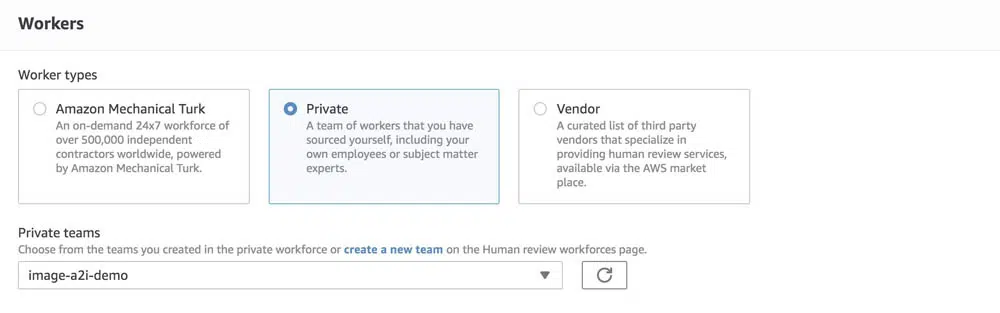 Workers
Worker types
Amazon Mechanical Turk
An on-demand 24x7 workforce of
over 500,000 independent
contractors worldwide, powered
by Amazon Mechanical Turk.
Private
A team of workers that you have
sourced yourself, including your
own employees or subject matter
experts.
Vendor
A curated list of third party
vendors that specialize in
providing human review services,
available via the AWS market
place.
Private teams
Choose from the teams you created in the private workforce or create a new team on the Human review workforces page.
image-a2i-demo